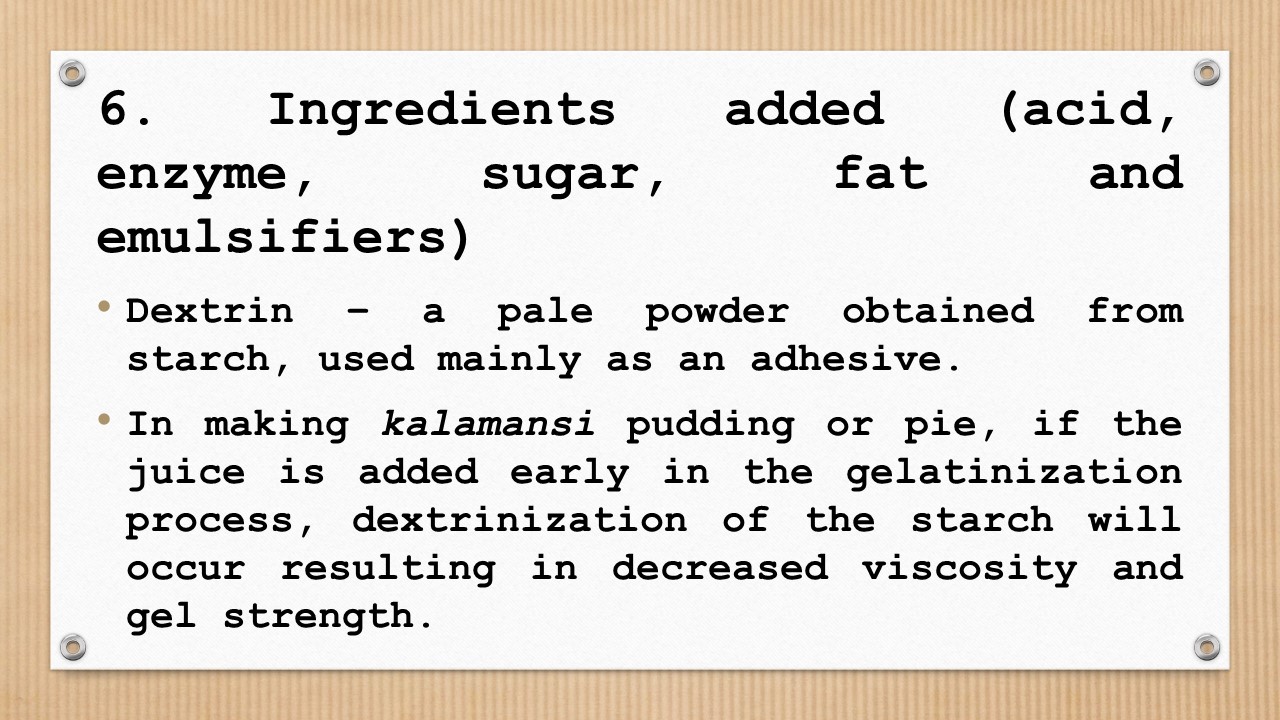 6. Ingredients added (acid,
enzyme, sugar, fat and
emulsifiers)
• Dextrin – a pale powder obtained from
starch, used mainly as an adhesive.
• In making kalamansi pudding or pie, if the
juice is added early in the gelatinization
process, dextrinization of the starch will
occur resulting in decreased viscosity and
gel strength.